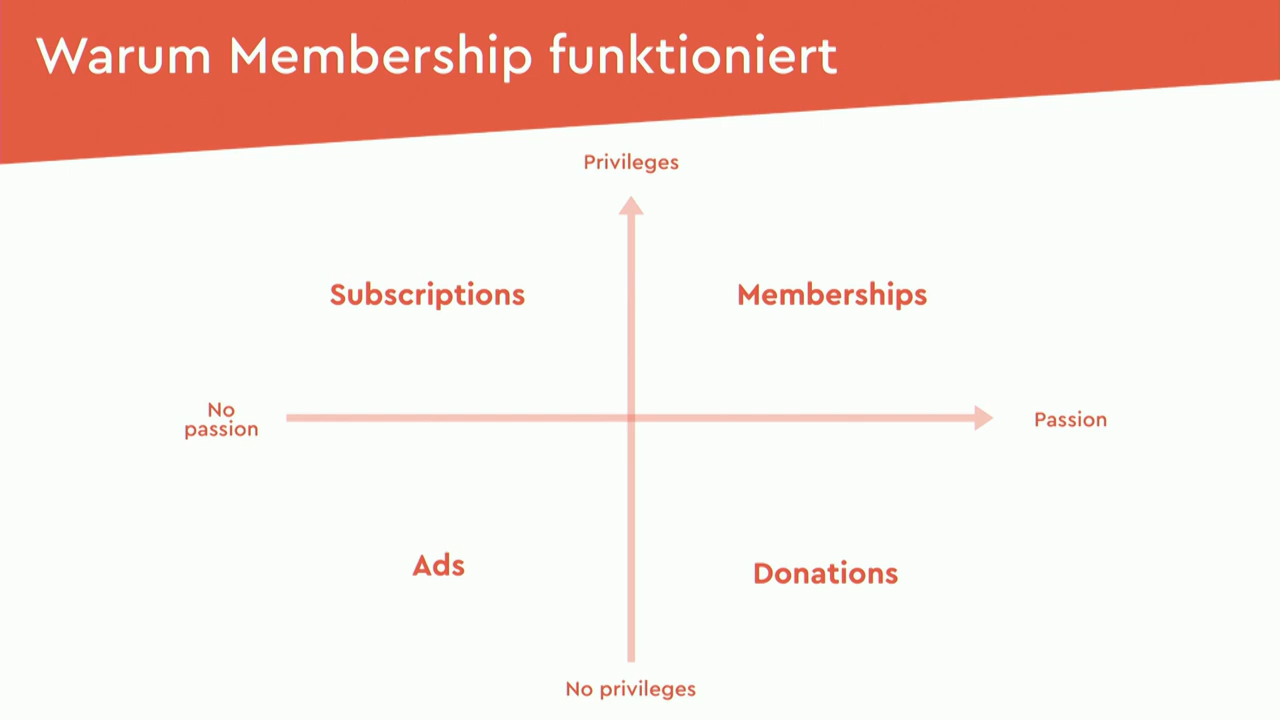 Warum Membership funktioniert
Privileges
Subscriptions
Memberships
No
passion
Passion
Ads
Donations
No privileges